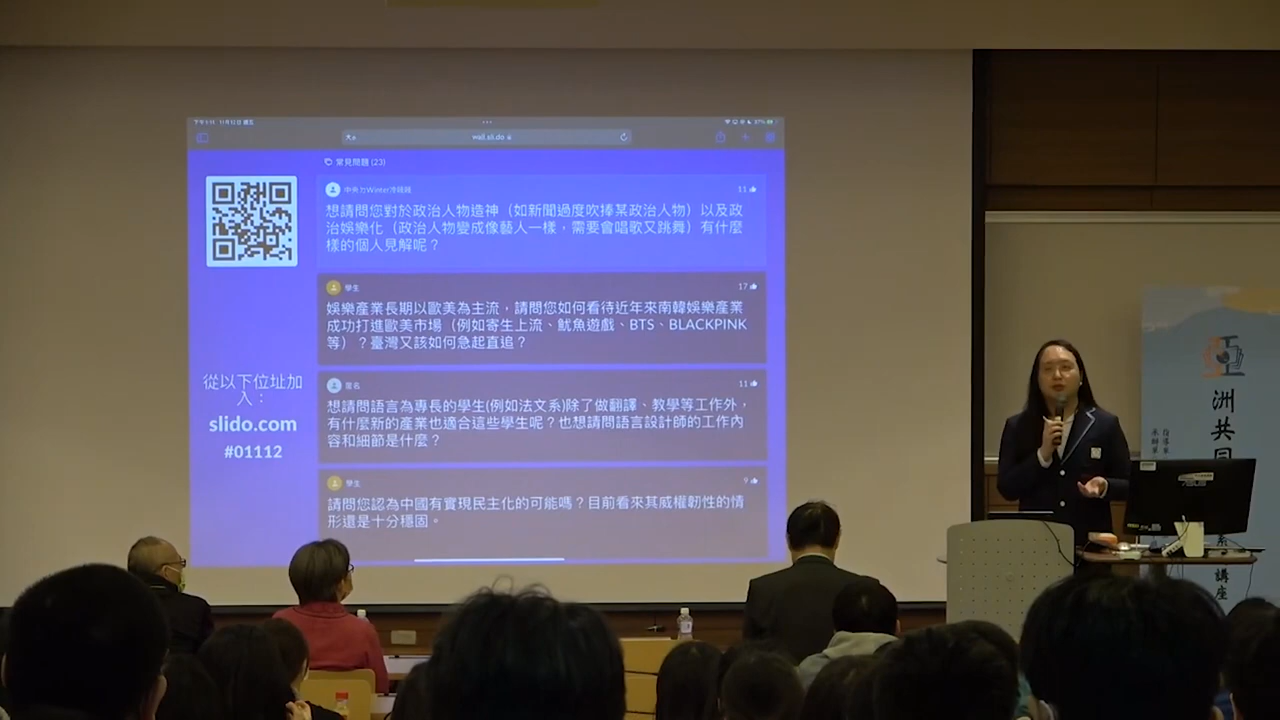 wall.sli.do
常見問題 (23)
11
想請問您對於政治人物造神（如新聞過度吹捧某政治人物）以及政
治娛樂化（政治人物變成像藝人一樣，需要會唱歌又跳舞）有什麼
樣的個人見解呢？
學生
17
娛樂產業長期以歐美為主流，請問您如何看待近年來南韓娛樂產業
成功打進歐美市場（例如寄生上流、魷魚遊戲、BTS、BLACKPINK
等）？臺灣又該如何急起直追？
匿名
11
想請問語言為專長的學生(例如法文系)除了做翻譯、教學等工作外，
有什麼新的產業也適合這些學生呢？也想請問語言設計師的工作內
容和細節是什麼？
學生
9
請問您認為中國有實現民主化的可能嗎？目前看來其威權韌性的情
形還是十分穩固。
從以下位址加
入：
slido.com
#01112
洲共同
講座